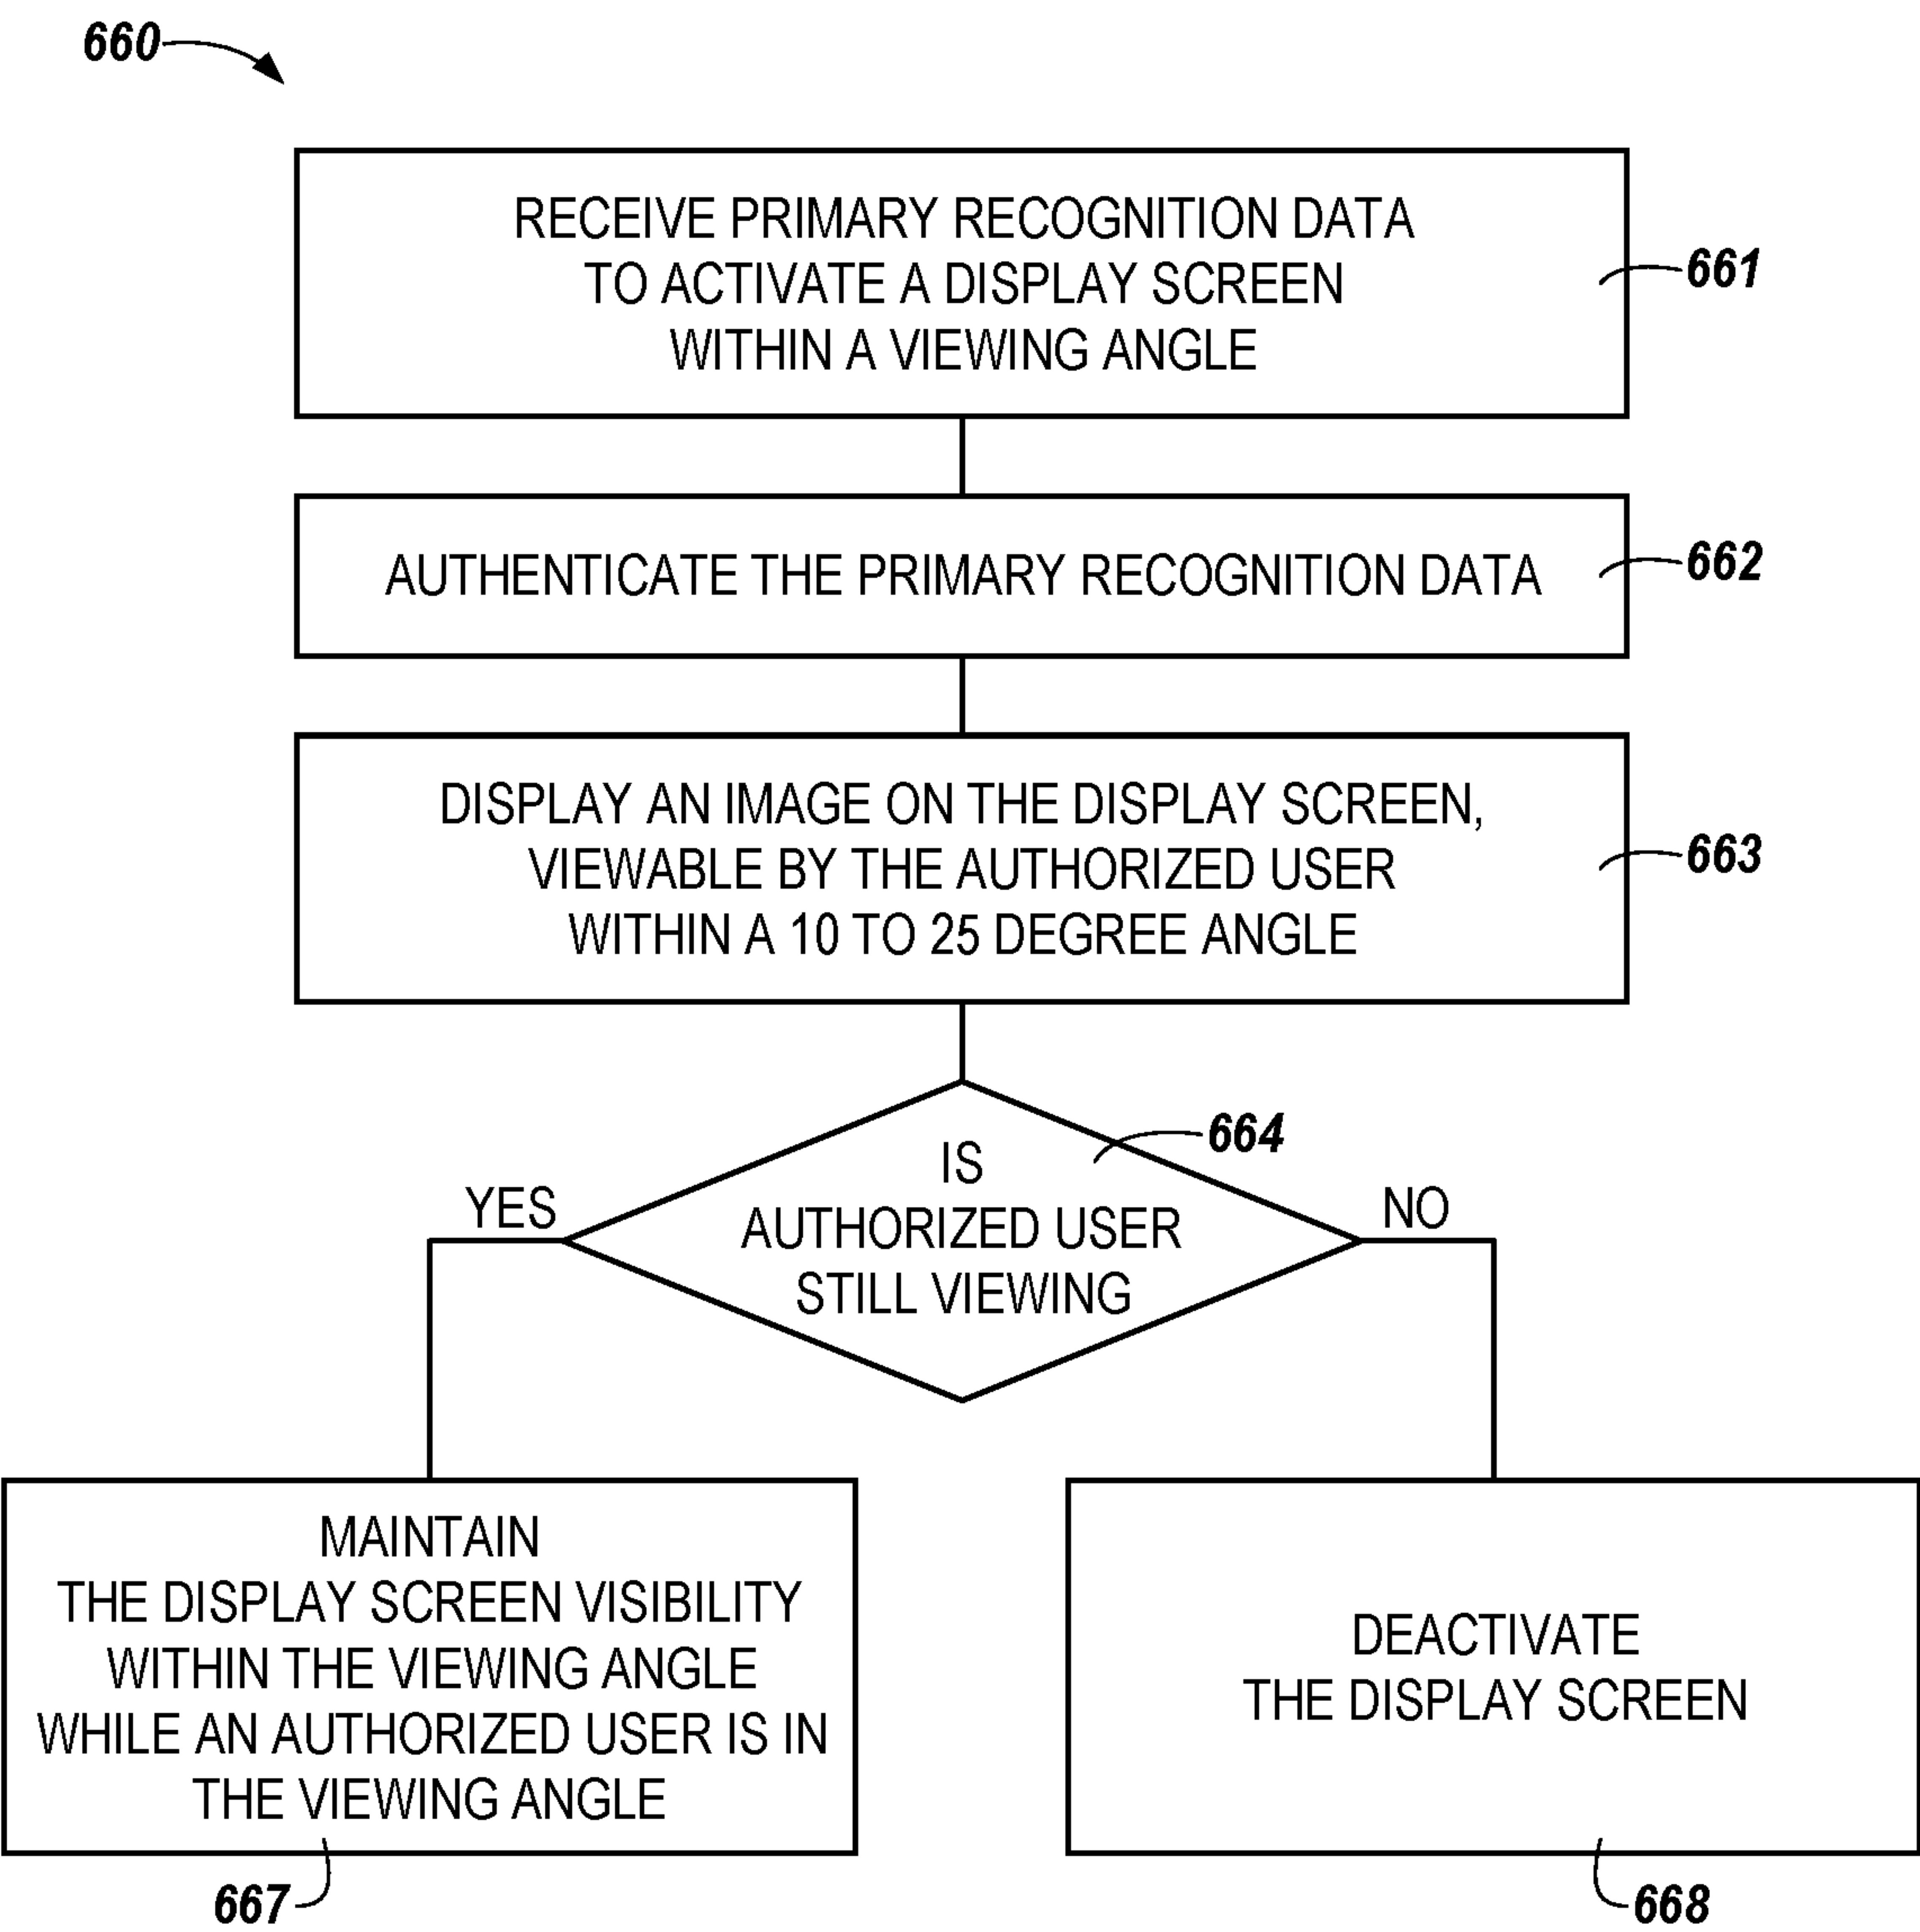 660
RECEIVE PRIMARY RECOGNITION DATA
TO ACTIVATE A DISPLAY SCREEN
WITHIN A VIEWING ANGLE
661
AUTHENTICATE THE PRIMARY RECOGNITION DATA
662
DISPLAY AN IMAGE ON THE DISPLAY SCREEN,
VIEWABLE BY THE AUTHORIZED USER
WITHIN A 10 TO 25 DEGREE ANGLE
663
664
IS
AUTHORIZED USER
STILL VIEWING
YES
NO
MAINTAIN
THE DISPLAY SCREEN VISIBILITY
WITHIN THE VIEWING ANGLE
WHILE AN AUTHORIZED USER IS IN
THE VIEWING ANGLE
667
DEACTIVATE
THE DISPLAY SCREEN
668